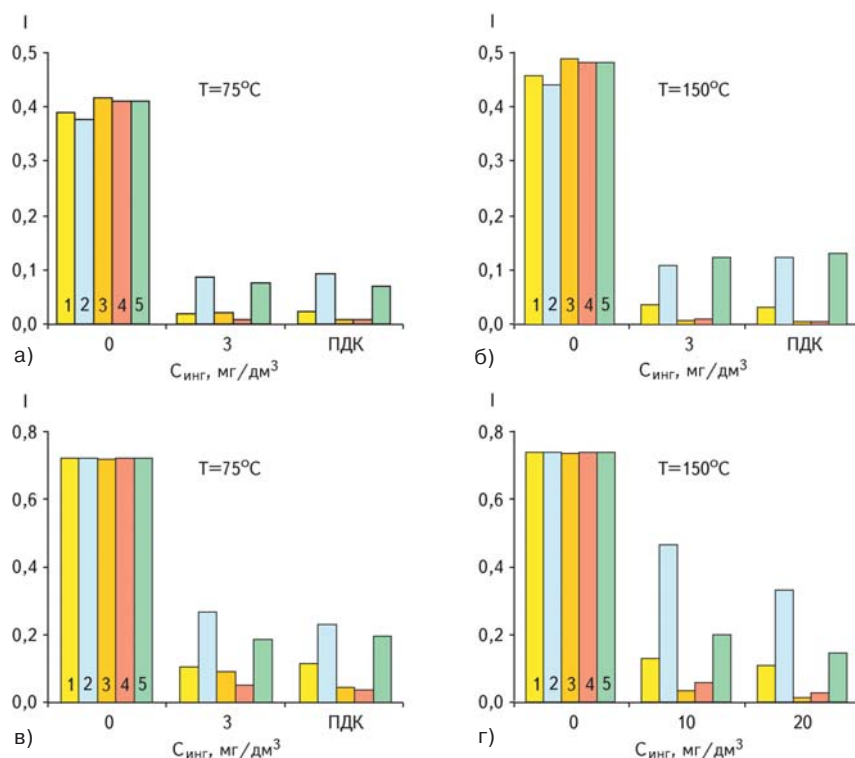 I
0,5
0,4
0,3
0,2
0,1
0,0
T=75°C
1 2 3 4 5
0 3 ПДК
Синг, мг/дм³
а)
I
0,5
0,4
0,3
0,2
0,1
0,0
T=150°C
1 2 3 4 5
0 3 ПДК
Синг, мг/дм³
б)
I
0,8
0,6
0,4
0,2
0,0
T=75°C
1 2 3 4 5
0 3 ПДК
Синг, мг/дм³
в)
I
0,8
0,6
0,4
0,2
0,0
T=150°C
1 2 3 4 5
0 10 20
Синг, мг/дм³
г)